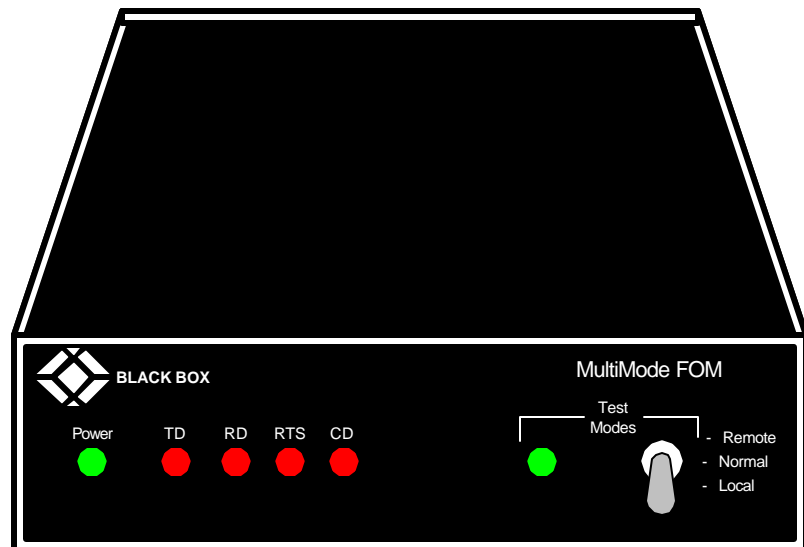 BLACK BOX
MultiMode FOM
Test
Modes
Power TD RD RTS CD
- Remote
- Normal
- Local